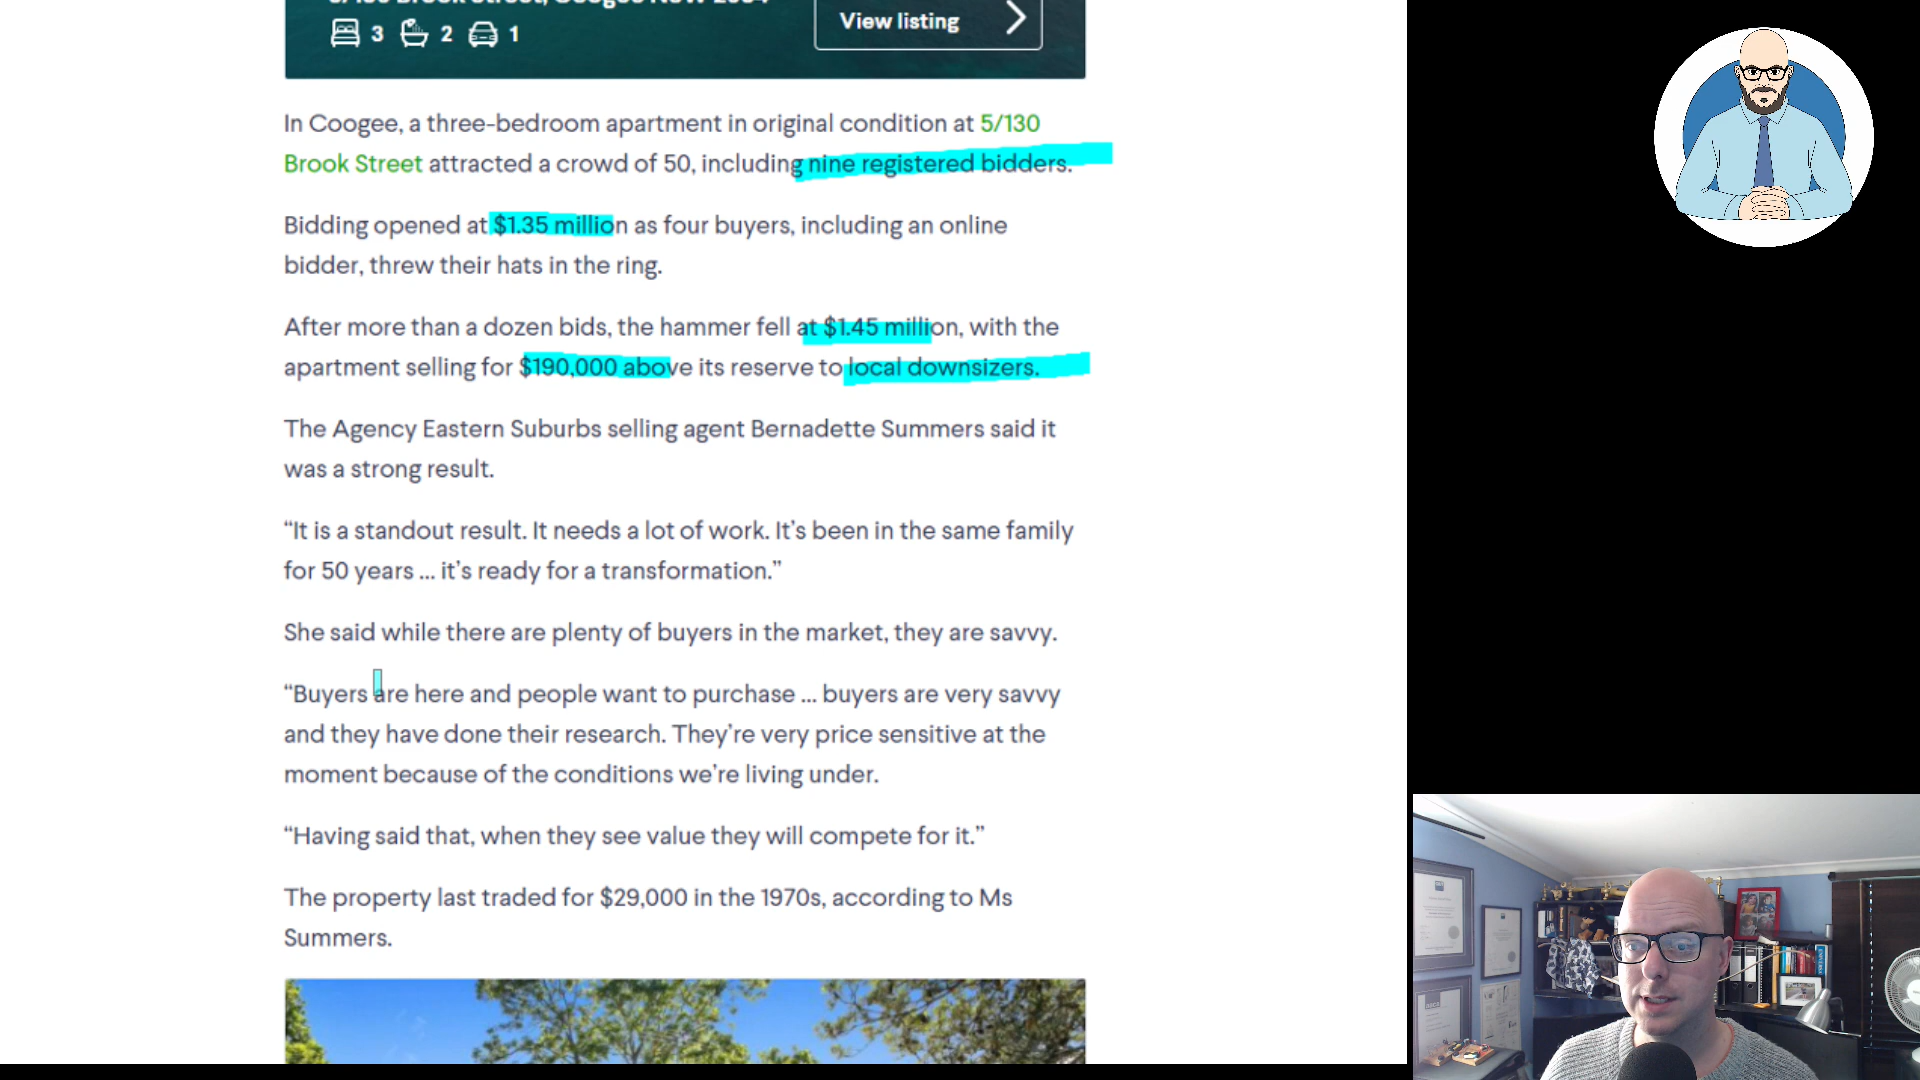 3 2 1
View listing
In Coogee, a three-bedroom apartment in original condition at 5/130
Brook Street attracted a crowd of 50, including nine registered bidders.
Bidding opened at $1.35 million as four buyers, including an online
bidder, threw their hats in the ring.
After more than a dozen bids, the hammer fell at $1.45 million, with the
apartment selling for $190,000 above its reserve to local downsizers.
The Agency Eastern Suburbs selling agent Bernadette Summers said it
was a strong result.
“It is a standout result. It needs a lot of work. It’s been in the same family
for 50 years ... it’s ready for a transformation.”
She said while there are plenty of buyers in the market, they are savvy.
“Buyers are here and people want to purchase ... buyers are very savvy
and they have done their research. They’re very price sensitive at the
moment because of the conditions we’re living under.
“Having said that, when they see value they will compete for it.”
The property last traded for $29,000 in the 1970s, according to Ms
Summers.